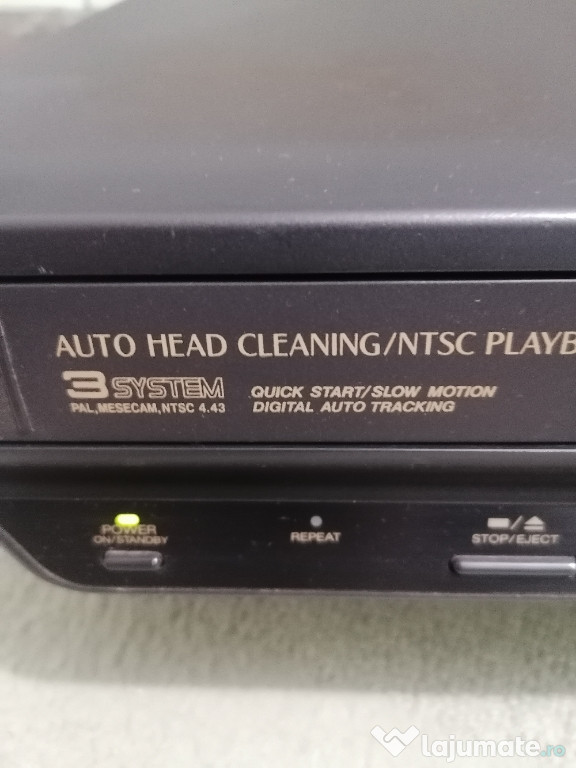 AUTO HEAD CLEANING/NTSC PLAYB
3 SYSTEM
PAL,MESECAM,NTSC 4.43
QUICK START/SLOW MOTION
DIGITAL AUTO TRACKING
POWER
ON/STANDBY
REPEAT
STOP/EJECT
lajumate.ro